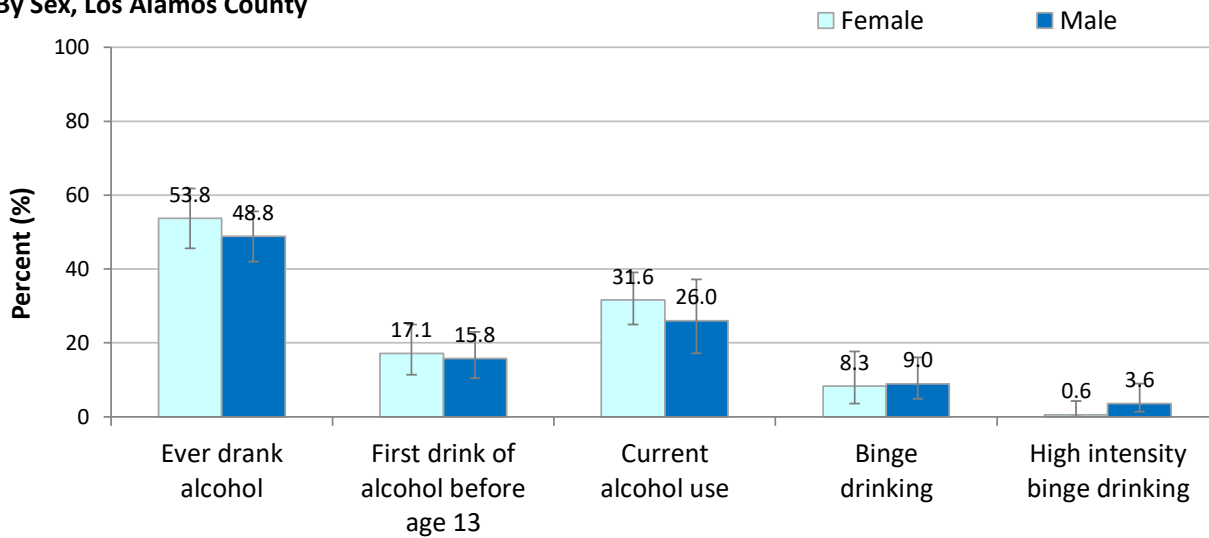 By Sex, Los Alamos County
Female Male
100
80
60
40
20
0
Percent (%)
53.8 48.8
17.1 15.8
31.6 26.0
8.3 9.0
0.6 3.6
Ever drank
alcohol
First drink of
alcohol before
age 13
Current
alcohol use
Binge
drinking
High intensity
binge drinking